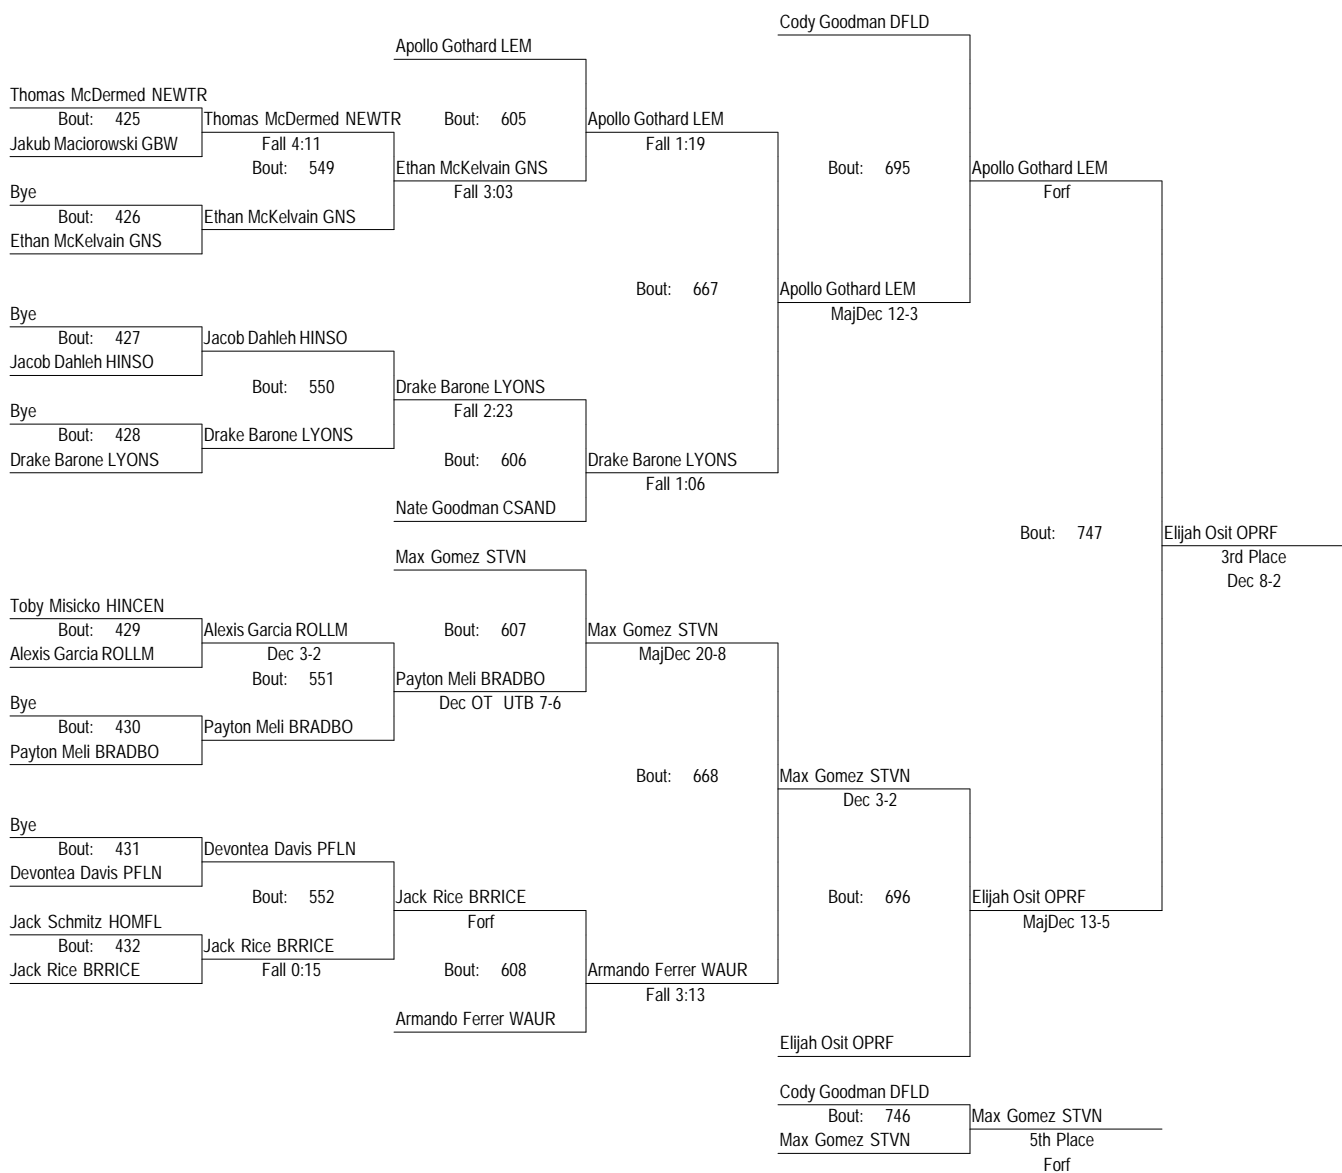 Cody Goodman DFLD
Apollo Gothard LEM
Thomas McDermed NEWTR
Bout: 425
Thomas McDermed NEWTR
Bout: 605
Apollo Gothard LEM
Jakub Maciorowski GBW
Fall 4:11
Fall 1:19
Bout: 549
Ethan McKelvain GNS
Bout: 695
Apollo Gothard LEM
Bye
Fall 3:03
Forf
Bout: 426
Ethan McKelvain GNS
Ethan McKelvain GNS
Bout: 667
Apollo Gothard LEM
Bye
MajDec 12-3
Bout: 427
Jacob Dahleh HINSO
Jacob Dahleh HINSO
Bout: 550
Drake Barone LYONS
Bye
Fall 2:23
Bout: 428
Drake Barone LYONS
Drake Barone LYONS
Bout: 606
Drake Barone LYONS
Fall 1:06
Nate Goodman CSAND
Bout: 747
Elijah Osit OPRF
Max Gomez STVN
3rd Place
Dec 8-2
Toby Misicko HINCEN
Bout: 429
Alexis Garcia ROLLM
Bout: 607
Max Gomez STVN
Alexis Garcia ROLLM
Dec 3-2
MajDec 20-8
Bout: 551
Payton Meli BRADBO
Bye
Dec OT UTB 7-6
Bout: 430
Payton Meli BRADBO
Payton Meli BRADBO
Bout: 668
Max Gomez STVN
Dec 3-2
Bye
Bout: 431
Devontea Davis PFLN
Devontea Davis PFLN
Bout: 552
Jack Rice BRRICE
Bout: 696
Elijah Osit OPRF
Jack Schmitz HOMFL
Forf
MajDec 13-5
Bout: 432
Jack Rice BRRICE
Jack Rice BRRICE
Fall 0:15
Bout: 608
Armando Ferrer WAUR
Fall 3:13
Armando Ferrer WAUR
Elijah Osit OPRF
Cody Goodman DFLD
Bout: 746
Max Gomez STVN
Max Gomez STVN
5th Place
Forf